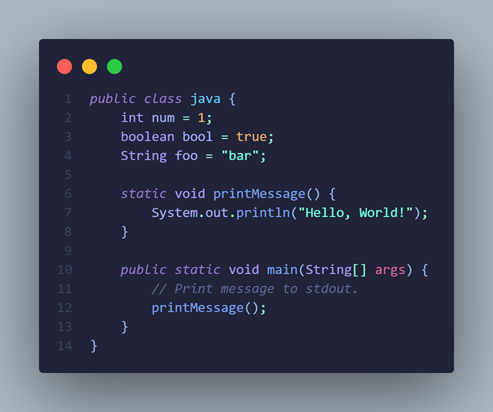 1 public class java {
2     int num = 1;
3     boolean bool = true;
4     String foo = "bar";
5
6     static void printMessage() {
7         System.out.println("Hello, World!");
8     }
9
10     public static void main(String[] args) {
11         // Print message to stdout.
12         printMessage();
13     }
14 }